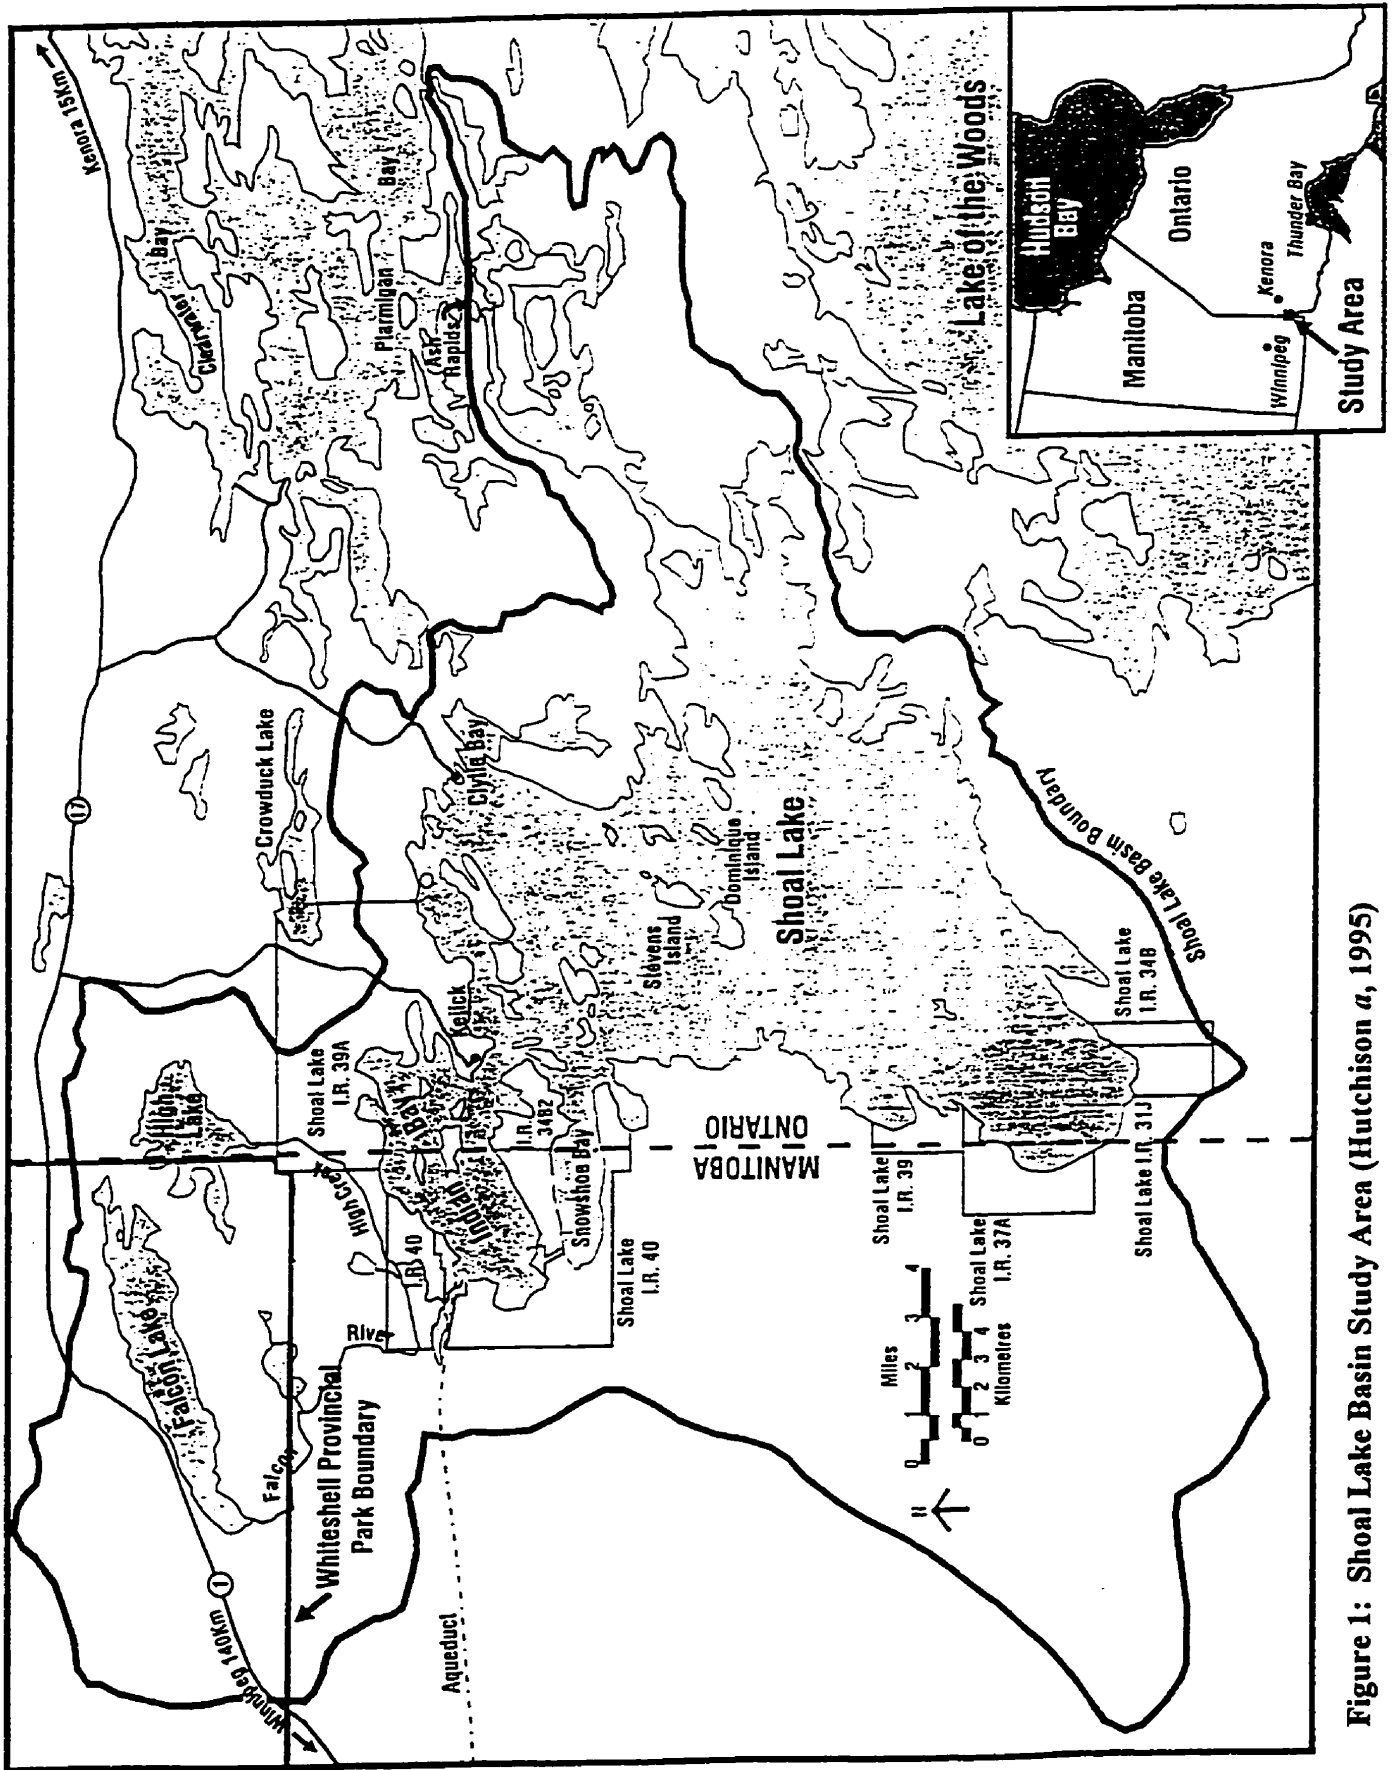 Winnipeg 140Km
1
Falcon Lake
Falcon
River
Whiteshell Provincial
Park Boundary
Aqueduct
High
Lake
High Creek
17
Kenora 15Km
Crowduck Lake
Clearwater
Bay
Ptarmigan
Bay
(Ash
Rapids)
Shoal Lake
I.R. 39A
I.R. 40
Indian
Bay
Kejick
I.R.
34B2
Snowshoe Bay
Shoal Lake
I.R. 40
Clytie Bay
Stevens
Island
Dominique
Island
Shoal Lake
MANITOBA
ONTARIO
Shoal Lake
I.R. 39
Shoal Lake
I.R. 37A
Shoal Lake I.R. 31J
Shoal Lake
I.R. 34B
Shoal Lake Basin Boundary
Lake of the Woods
N
Miles
0 1 2 3 4
0 1 2 3 4
Kilometres
Hudson
Bay
Manitoba
Ontario
Winnipeg
Kenora
Thunder Bay
Study Area
Figure 1: Shoal Lake Basin Study Area (Hutchison a, 1995)